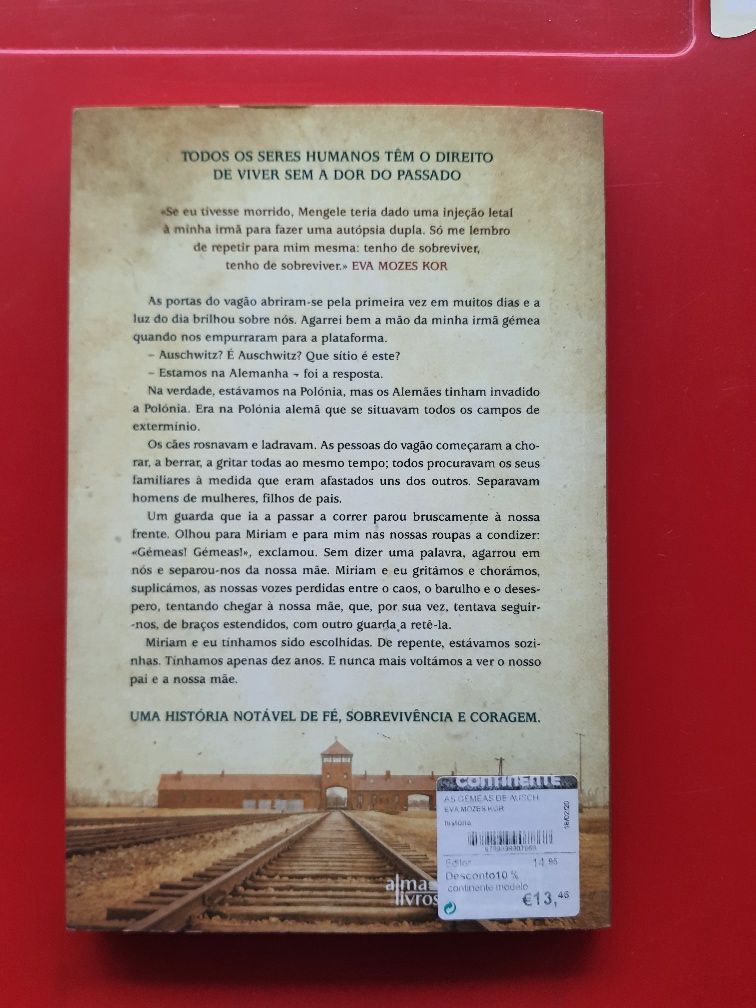 TODOS OS SERES HUMANOS TÊM O DIREITO
DE VIVER SEM A DOR DO PASSADO
«Se eu tivesse morrido, Mengele teria dado uma injeção letal
à minha irmã para fazer uma autópsia dupla. Só me lembro
de repetir para mim mesma: tenho de sobreviver,
tenho de sobreviver.» EVA MOZES KOR
As portas do vagão abriram-se pela primeira vez em muitos dias e a
luz do dia brilhou sobre nós. Agarrei bem a mão da minha irmã gémea
quando nos empurraram para a plataforma.
– Auschwitz? É Auschwitz? Que sítio é este?
– Estamos na Alemanha – foi a resposta.
Na verdade, estávamos na Polónia, mas os Alemães tinham invadido
a Polónia. Era na Polónia alemã que se situavam todos os campos de
extermínio.
Os cães rosnavam e ladravam. As pessoas do vagão começaram a cho-
rar, a berrar, a gritar todas ao mesmo tempo; todos procuravam os seus
familiares à medida que eram afastados uns dos outros. Separavam
homens de mulheres, filhos de pais.
Um guarda que ia a passar a correr parou bruscamente à nossa
frente. Olhou para Miriam e para mim nas nossas roupas a condizer:
«Gémeas! Gémeas!», exclamou. Sem dizer uma palavra, agarrou em
nós e separou-nos da nossa mãe. Miriam e eu gritámos e chorámos,
suplicámos, as nossas vozes perdidas entre o caos, o barulho e o deses-
pero, tentando chegar à nossa mãe, que, por sua vez, tentava seguir-
-nos, de braços estendidos, com outro guarda a retê-la.
Miriam e eu tínhamos sido escolhidas. De repente, estávamos sozi-
nhas. Tínhamos apenas dez anos. E nunca mais voltámos a ver o nosso
pai e a nossa mãe.
UMA HISTÓRIA NOTÁVEL DE FÉ, SOBREVIVÊNCIA E CORAGEM.
CONTINENTE
AS GÉMEAS DE AUSCH
EVA MOZES KOR
história
18/02/20
Editor 14,95
Desconto10 %
continente modelo
€13,46
alma
livros